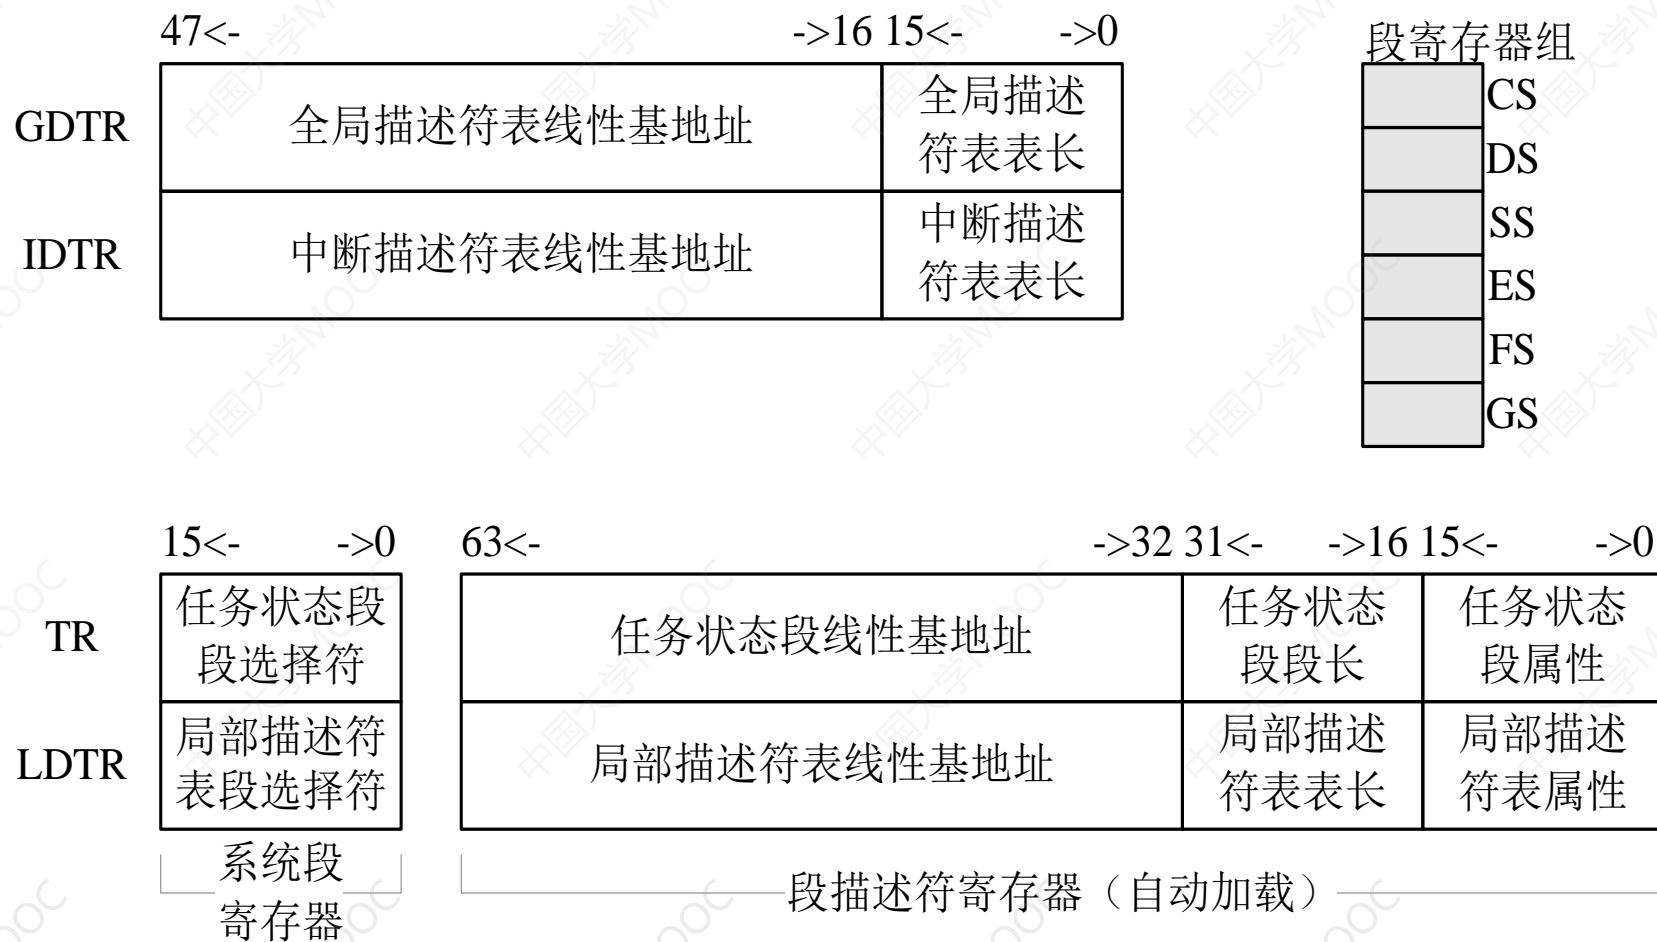 47<- ->16 15<- ->0
段寄存器组
GDTR
全局描述符表线性基地址
全局描述
符表表长
IDTR
中断描述符表线性基地址
中断描述
符表表长
CS
DS
SS
ES
FS
GS
15<- ->0
63<- ->32 31<- ->16 15<- ->0
TR
任务状态段
段选择符
任务状态段线性基地址
任务状态
段段长
任务状态
段属性
LDTR
局部描述符
表段选择符
局部描述符表线性基地址
局部描述
符表表长
局部描述
符表属性
系统段
寄存器
段描述符寄存器（自动加载）
中国大学MOOC